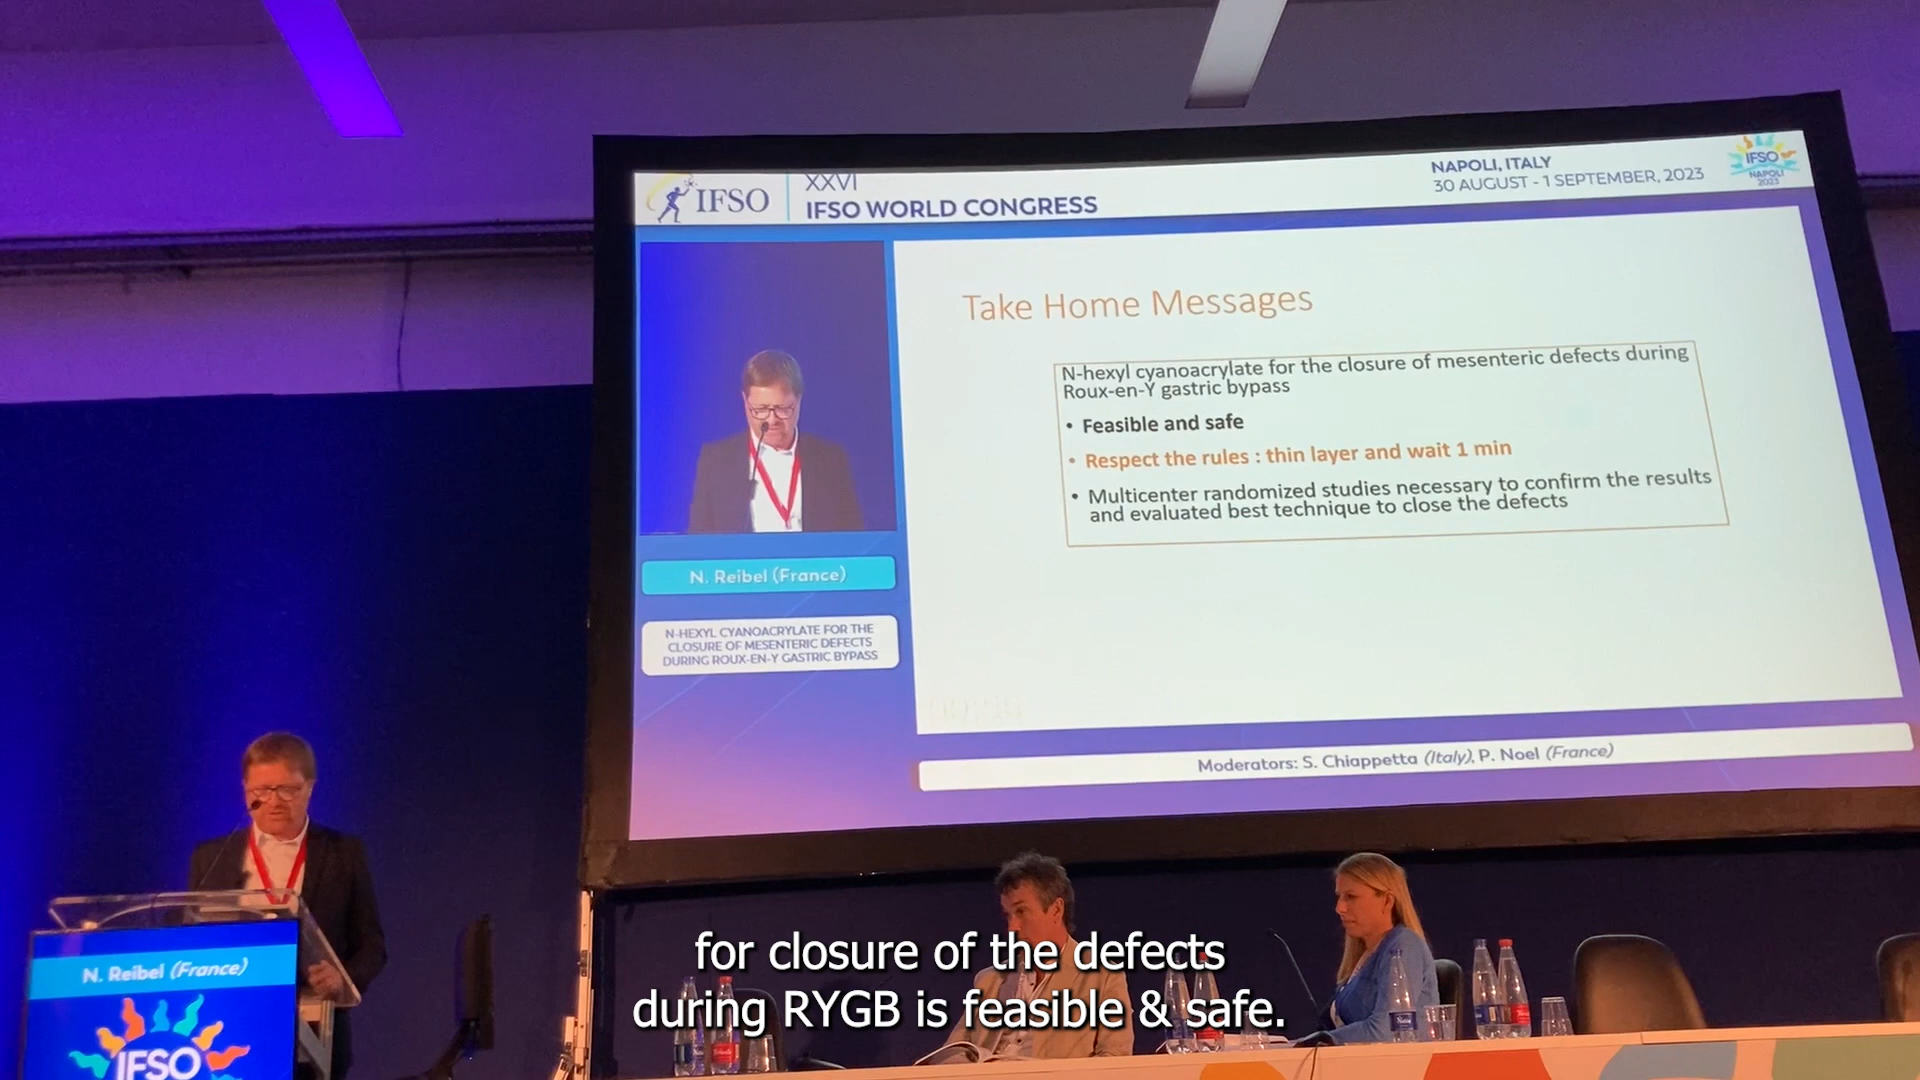 IFSO
XXVI
IFSO WORLD CONGRESS
NAPOLI, ITALY
30 AUGUST - 1 SEPTEMBER, 2023
IFSO
NAPOLI
2023
Take Home Messages
N-hexyl cyanoacrylate for the closure of mesenteric defects during
Roux-en-Y gastric bypass
• Feasible and safe
• Respect the rules : thin layer and wait 1 min
• Multicenter randomized studies necessary to confirm the results
and evaluated best technique to close the defects
N. Reibel (France)
N-HEXYL CYANOACRYLATE FOR THE
CLOSURE OF MESENTERIC DEFECTS
DURING ROUX-EN-Y GASTRIC BYPASS
Moderators: S. Chiappetta (Italy), P. Noel (France)
N. Reibel (France)
IFSO
for closure of the defects
during RYGB is feasible & safe.